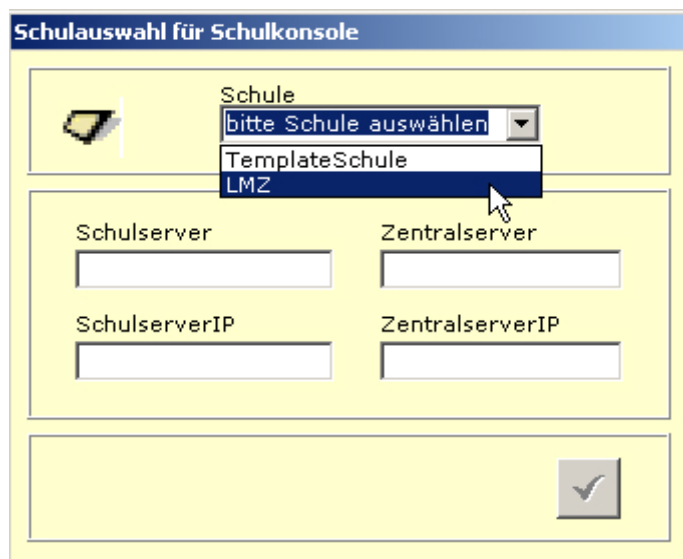 Schulauswahl für Schulkonsole
Schule
bitte Schule auswählen
TemplateSchule
LMZ
Schulserver Zentralserver
SchulserverIP ZentralserverIP